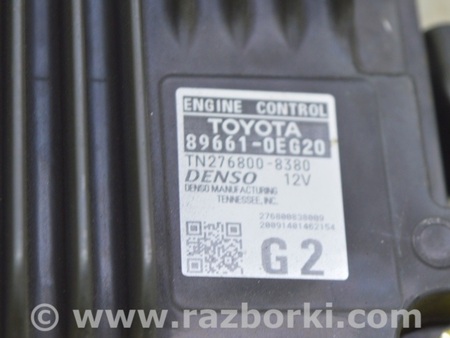 ENGINE CONTROL
TOYOTA
89661-0EG20
TN276800-8380
DENSO 12V
DENSO MANUFACTURING
TENNESSEE, INC.
G2
© www.razborki.com